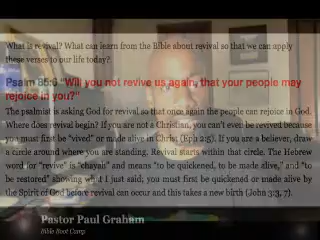 What is revival? What can learn from the Bible about revival so that we can apply
these verses to our life today?
Psalm 85:6 "Will you not revive us again, that your people may
rejoice in you?"
The psalmist is asking God for revival so that once again the people can rejoice in God.
Where does revival begin? If you are not a Christian, you can't even be revived because
you must first be "vived" or made alive in Christ (Eph 2:5). If you are a believer, draw
a circle around where you are standing. Revival starts within that circle. The Hebrew
word for "revive" is "chayah" and means "to be quickened, to be made alive," and "to
be restored" showing what I just said; you must first be quickened or made alive by
the Spirit of God before revival can occur and this takes a new birth (John 3:3, 7).
Pastor Paul Graham
Bible Boot Camp